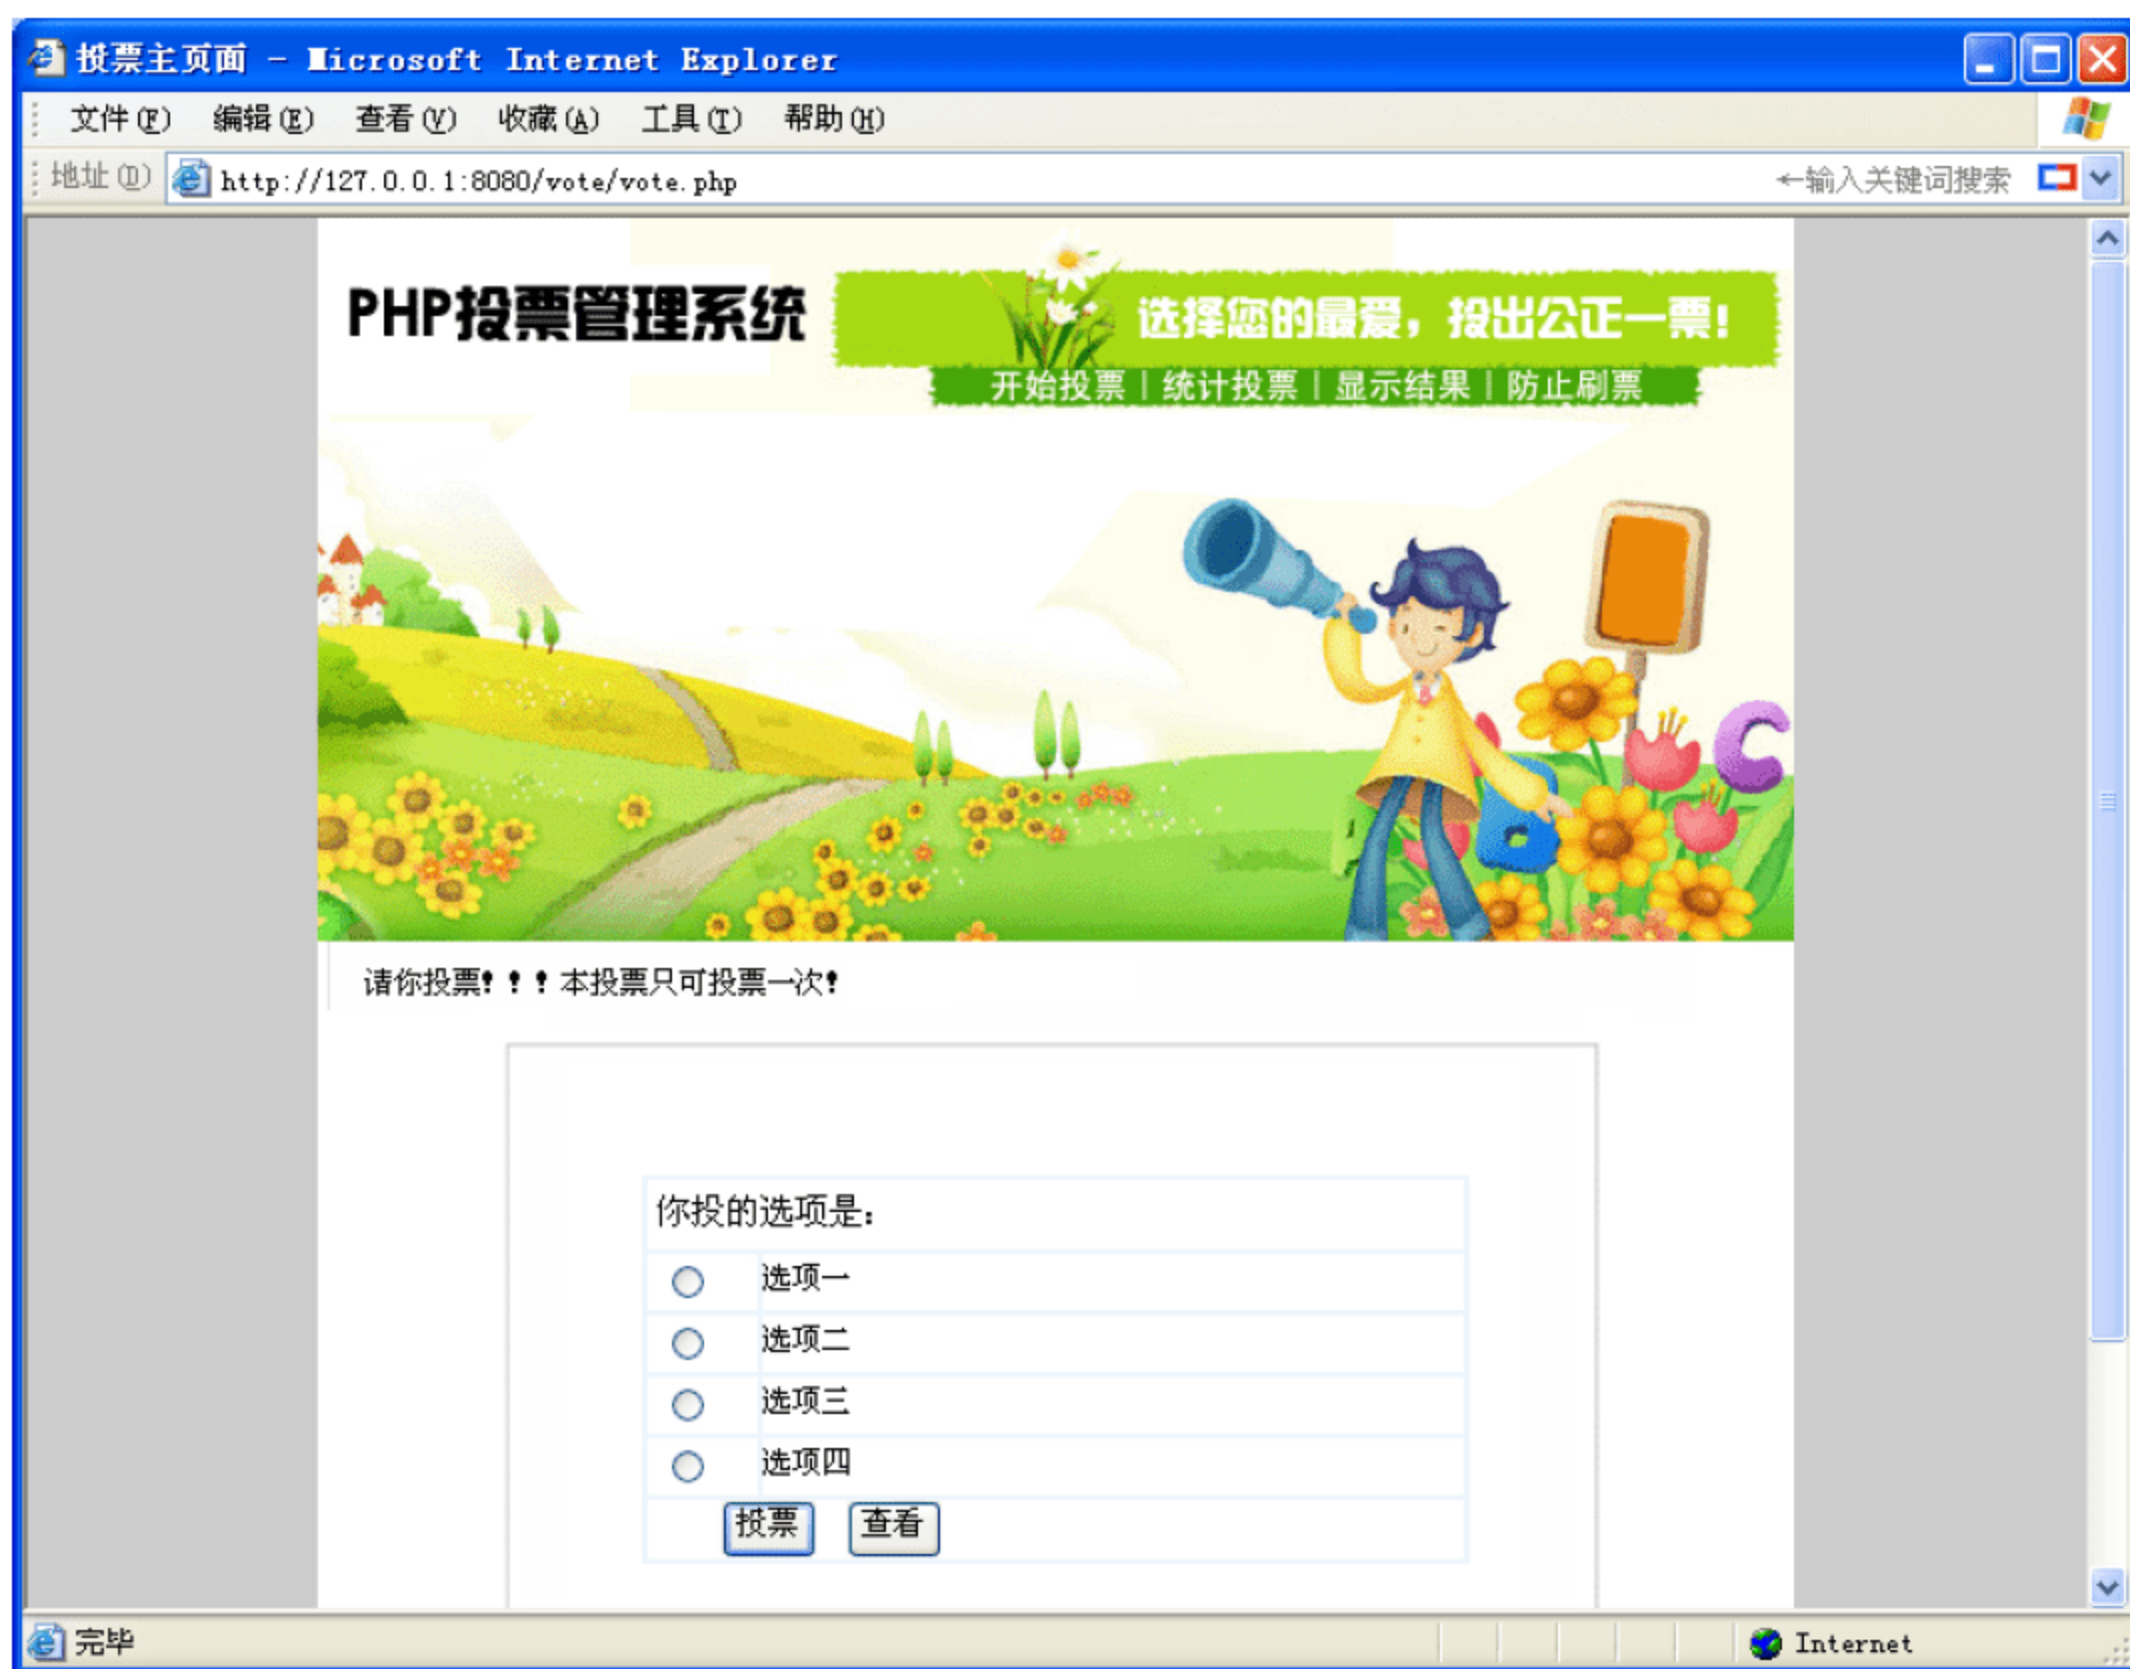 投票主页面 - Microsoft Internet Explorer
文件(F) 编辑(E) 查看(V) 收藏(A) 工具(T) 帮助(H)
地址(D) http://127.0.0.1:8080/vote/vote.php ←输入关键词搜索
PHP投票管理系统
选择您的最爱，投出公正一票！
开始投票 | 统计投票 | 显示结果 | 防止刷票
C
B
请你投票！！！本投票只可投票一次！
你投的选项是：
选项一
选项二
选项三
选项四
投票 查看
完毕 Internet